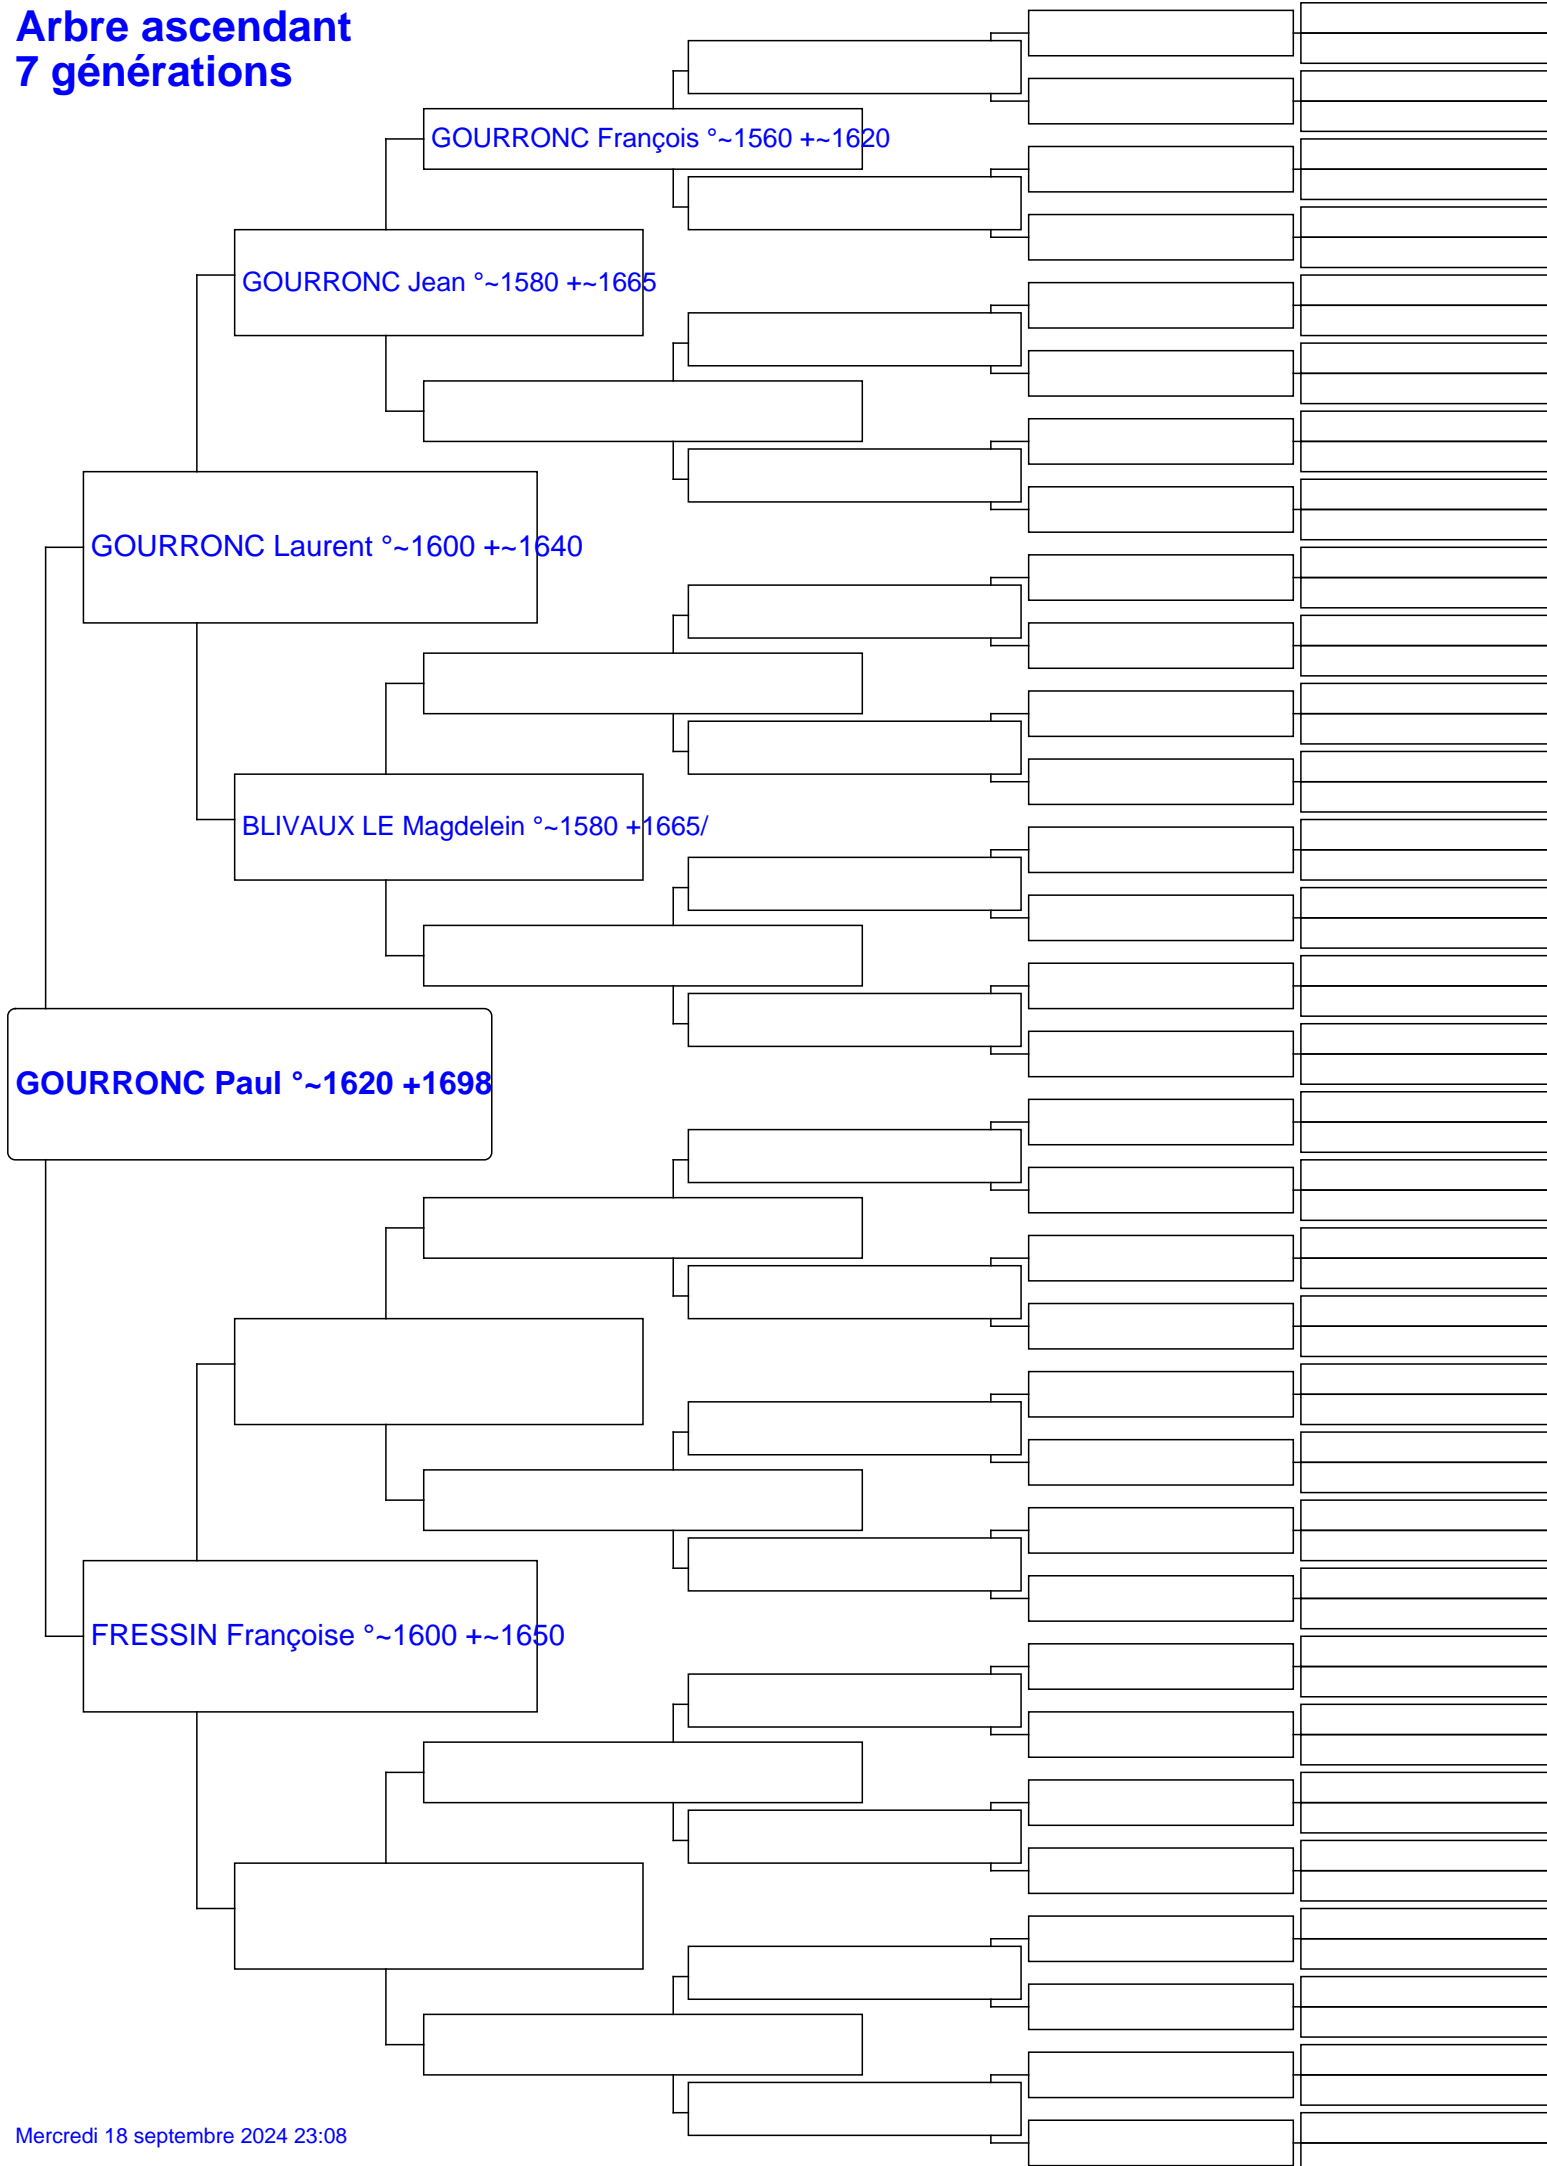 Arbre ascendant
7 générations
GOURRONC François °~1560 +~1620
GOURRONC Jean °~1580 +~1665
GOURRONC Laurent °~1600 +~1640
BLIVAUX LE Magdelein °~1580 +1665/
GOURRONC Paul °~1620 +1698
FRESSIN Françoise °~1600 +~1650
Mercredi 18 septembre 2024 23:08